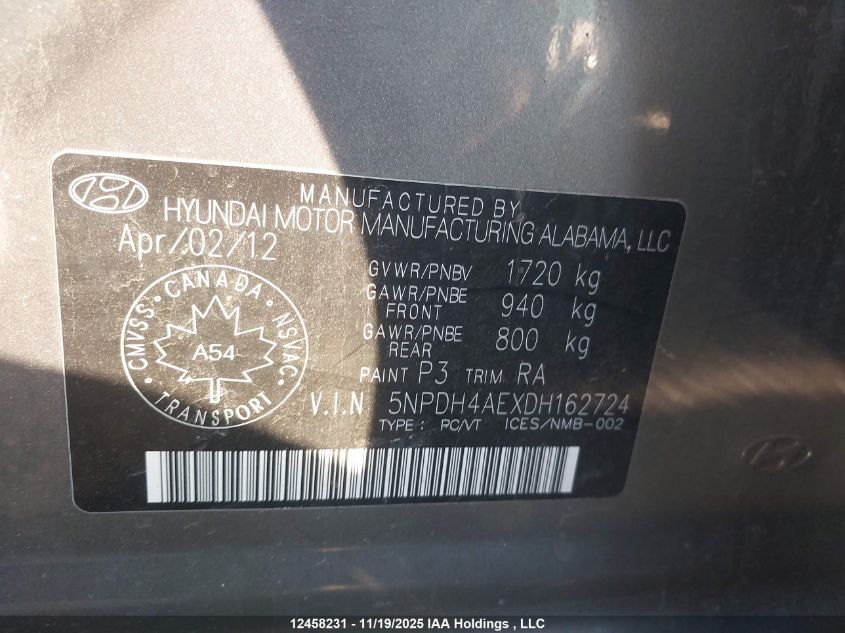 MANUFACTURED BY
HYUNDAI MOTOR MANUFACTURING ALABAMA, LLC
Apr/02/12
GVWR/PNBV 1720 kg
GAWR/PNBE FRONT 940 kg
GAWR/PNBE REAR 800 kg
PAINT P3 TRIM RA
CANADA
CMVSS · NSVAC
A54
TRANSPORT
V.I.N 5NPDH4AEXDH162724
TYPE: PC/VT ICES/NMB-002
12458231 - 11/19/2025 IAA Holdings , LLC